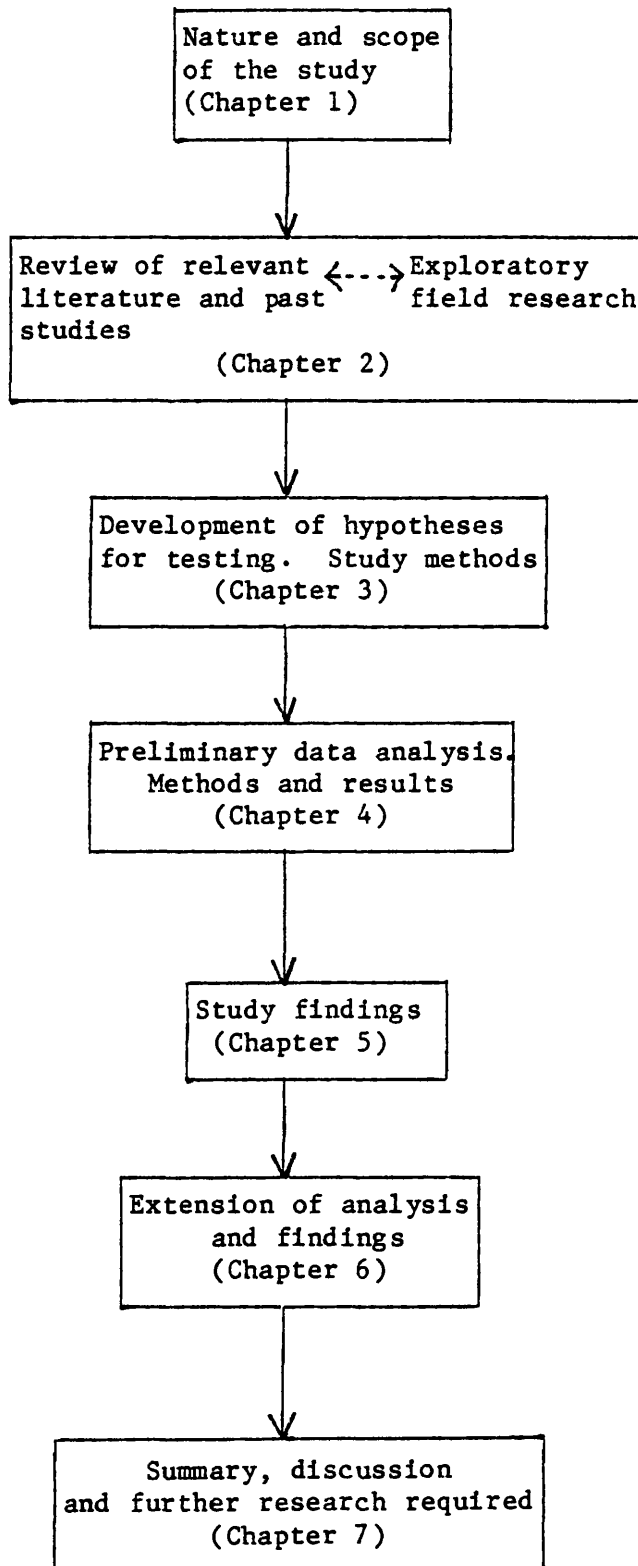 Nature and scope
of the study
(Chapter 1)
Review of relevant
literature and past
studies
Exploratory
field research
(Chapter 2)
Development of hypotheses
for testing. Study methods
(Chapter 3)
Preliminary data analysis.
Methods and results
(Chapter 4)
Study findings
(Chapter 5)
Extension of analysis
and findings
(Chapter 6)
Summary, discussion
and further research required
(Chapter 7)